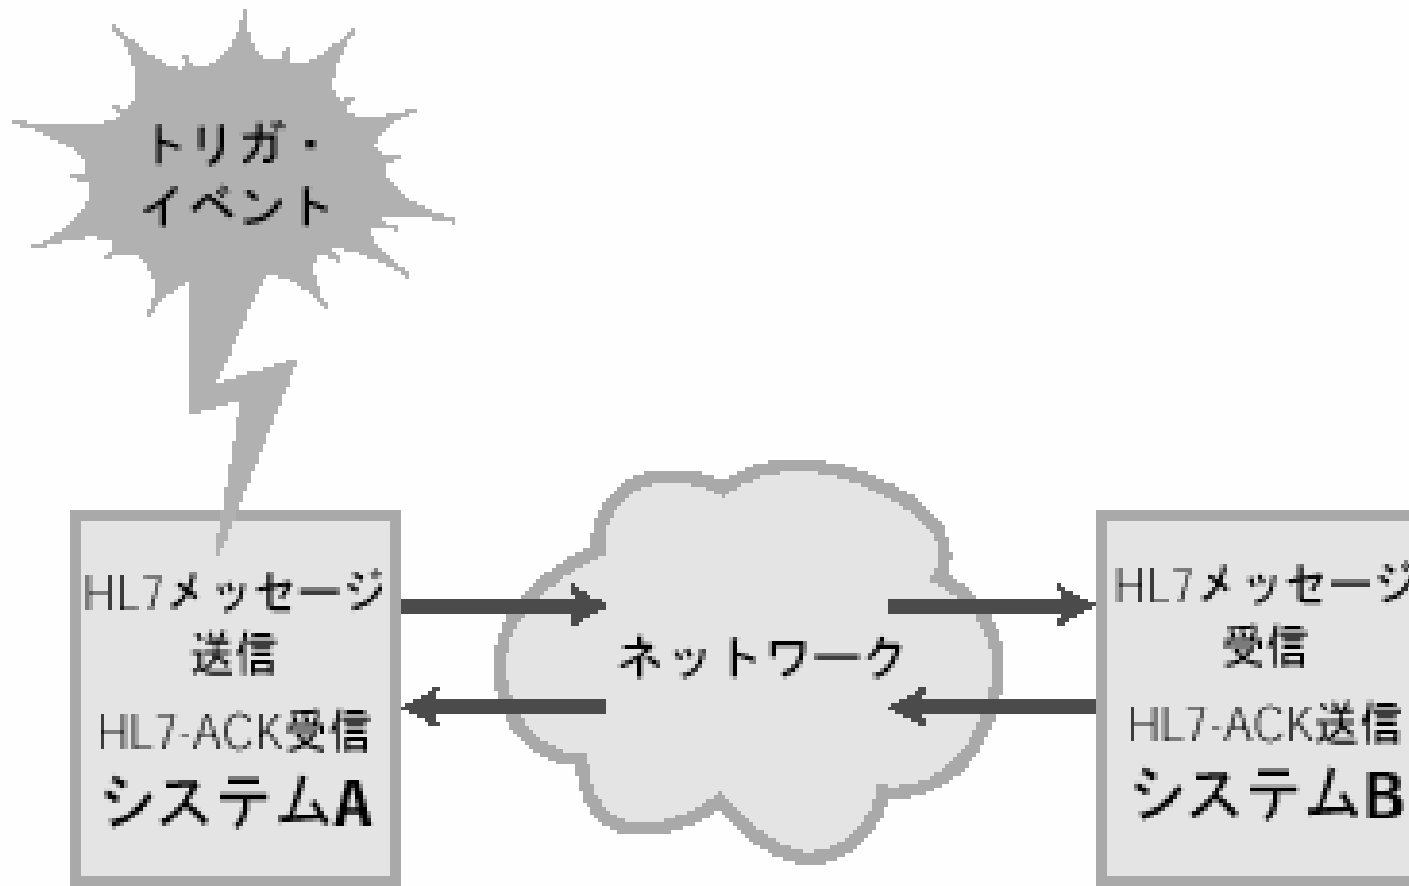 トリガ・
イベント
HL7メッセージ
送信
HL7-ACK受信
システムA
ネットワーク
HL7メッセージ
受信
HL7-ACK送信
システムB